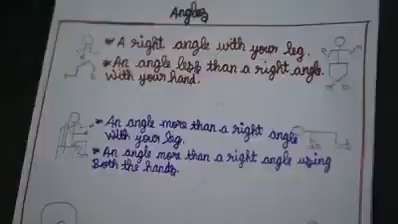 Angles
* A right angle with your leg.
* An angle less than a right angle.
With your hand.
* An angle more than a right angle
With your leg.
* An angle more than a right angle using
Both the hands